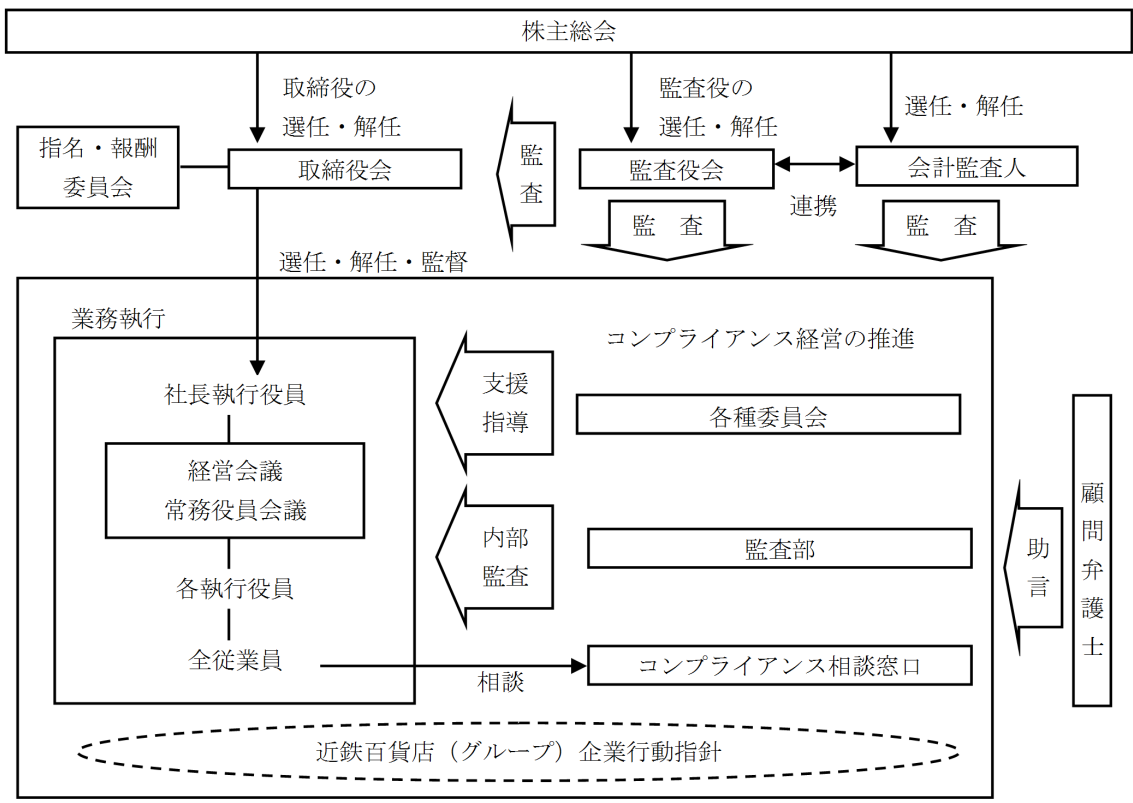 株主総会
取締役の
選任・解任
監査役の
選任・解任
選任・解任
指名・報酬
委員会
取締役会
監
査
監査役会
連携
会計監査人
監 査
監 査
選任・解任・監督
業務執行
コンプライアンス経営の推進
社長執行役員
支援
指導
各種委員会
経営会議
常務役員会議
内部
監査
監査部
助
言
顧
問
弁
護
士
各執行役員
全従業員
相談
コンプライアンス相談窓口
近鉄百貨店（グループ）企業行動指針